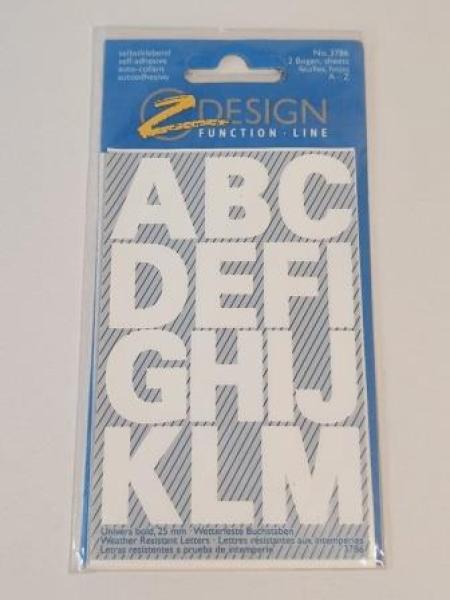 selbstklebend
self-adhesive
auto-collant
autoadhesivo
No. 3786
2 Bogen, sheets
feuilles, hojas
A - Z
Z DESIGN
FUNCTION · LINE
ABC
DEFI
GHIJ
KLM
Univers bold, 25 mm · Wetterfeste Buchstaben
Weather Resistant Letters · Lettres résistantes aux intempéries
Letras resistentes a prueba de intemperie
3786